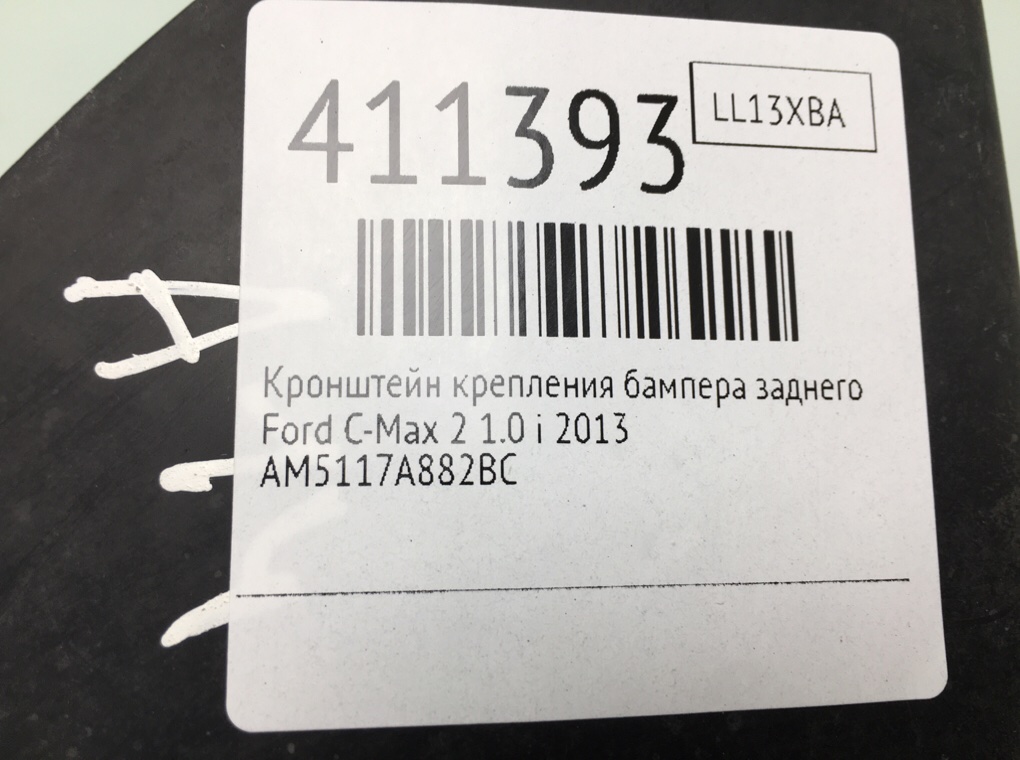 411393
LL13XBA
Кронштейн крепления бампера заднего
Ford C-Max 2 1.0 i 2013
AM5117A882BC